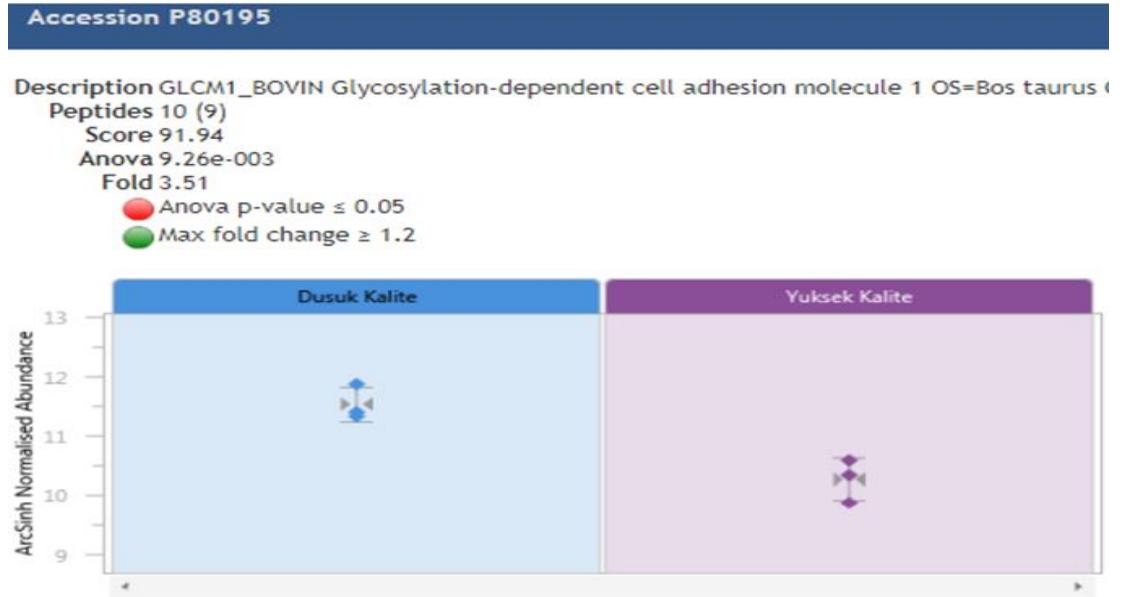 Accession P80195
Description GLCM1_BOVIN Glycosylation-dependent cell adhesion molecule 1 OS=Bos taurus
Peptides 10 (9)
Score 91.94
Anova 9.26e-003
Fold 3.51
Anova p-value ≤ 0.05
Max fold change ≥ 1.2
Dusuk Kalite
Yuksek Kalite
ArcSinh Normalised Abundance
13
12
11
10
9